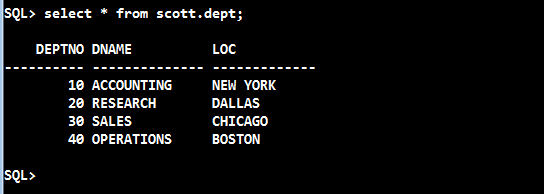 SQL> select * from scott.dept;
    DEPTNO DNAME          LOC
---------- -------------- -------------
        10 ACCOUNTING     NEW YORK
        20 RESEARCH       DALLAS
        30 SALES          CHICAGO
        40 OPERATIONS     BOSTON
SQL>